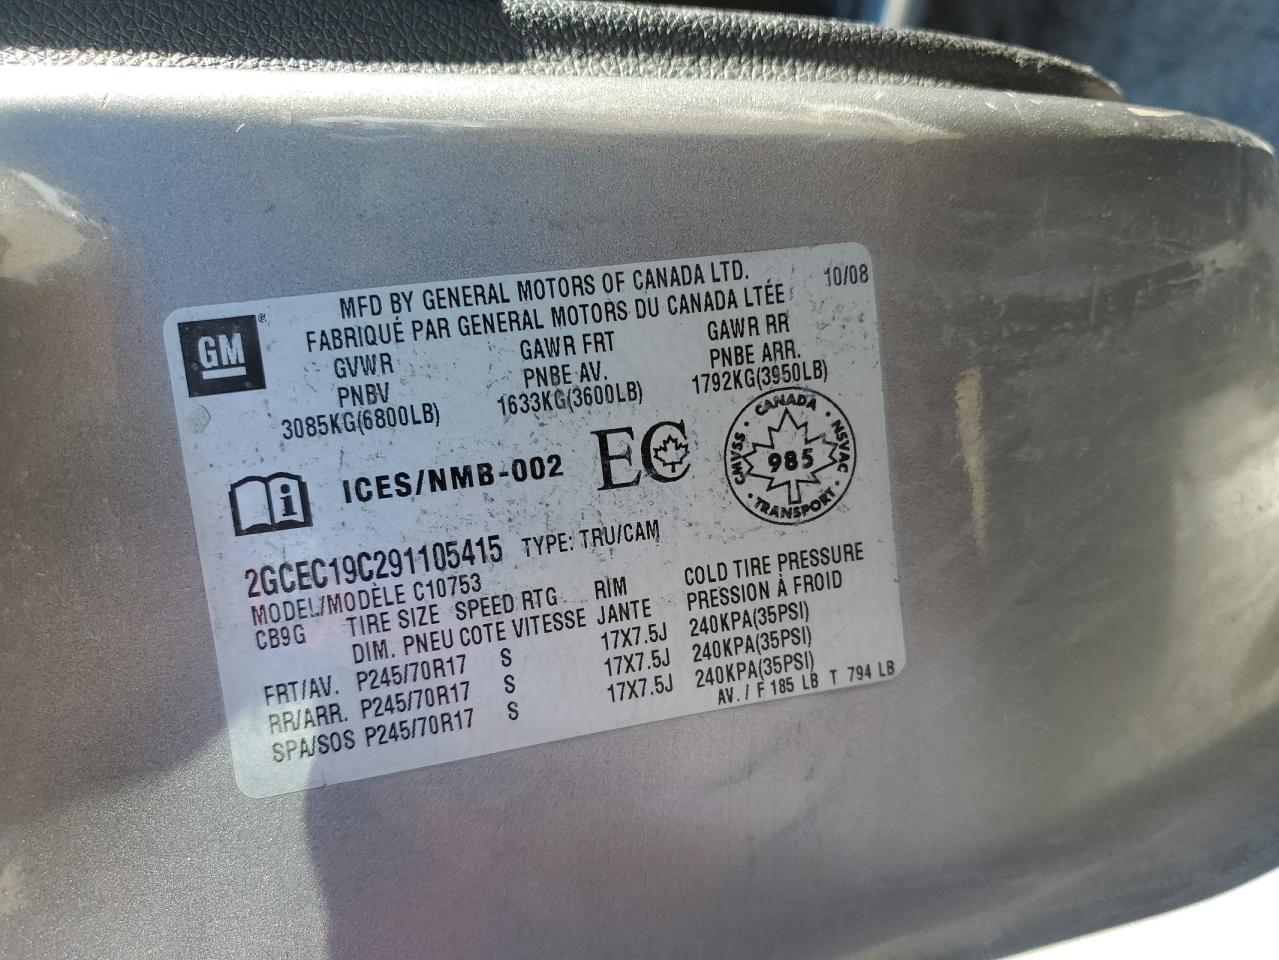 MFD BY GENERAL MOTORS OF CANADA LTD. 10/08
FABRIQUÉ PAR GENERAL MOTORS DU CANADA LTÉE
GM®
GVWR GAWR FRT GAWR RR
PNBV PNBE AV. PNBE ARR.
3085KG(6800LB) 1633KG(3600LB) 1792KG(3950LB)
i ICES/NMB-002 EC
CANADA · NSVAC · TRANSPORT · CMVSS ·
985
2GCEC19C291105415 TYPE: TRU/CAM
MODEL/MODÈLE C10753
CB9G TIRE SIZE SPEED RTG RIM COLD TIRE PRESSURE
DIM. PNEU COTE VITESSE JANTE PRESSION À FROID
FRT/AV. P245/70R17 S 17X7.5J 240KPA(35PSI)
RR/ARR. P245/70R17 S 17X7.5J 240KPA(35PSI)
SPA/SOS P245/70R17 S 17X7.5J 240KPA(35PSI)
AV. / F 185 LB T 794 LB